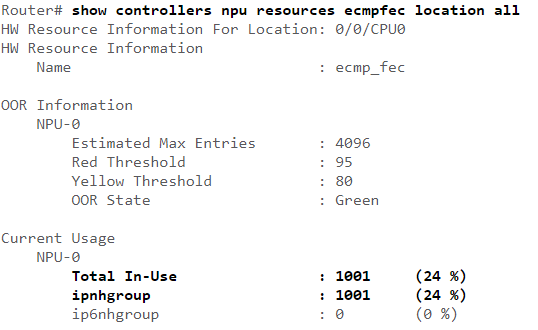 Router# show controllers npu resources ecmpfec location all
HW Resource Information For Location: 0/0/CPU0
HW Resource Information
    Name                            : ecmp_fec

OOR Information
    NPU-0
        Estimated Max Entries       : 4096
        Red Threshold               : 95
        Yellow Threshold            : 80
        OOR State                   : Green

Current Usage
    NPU-0
        Total In-Use                : 1001     (24 %)
        ipnhgroup                   : 1001     (24 %)
        ip6nhgroup                  : 0        (0 %)